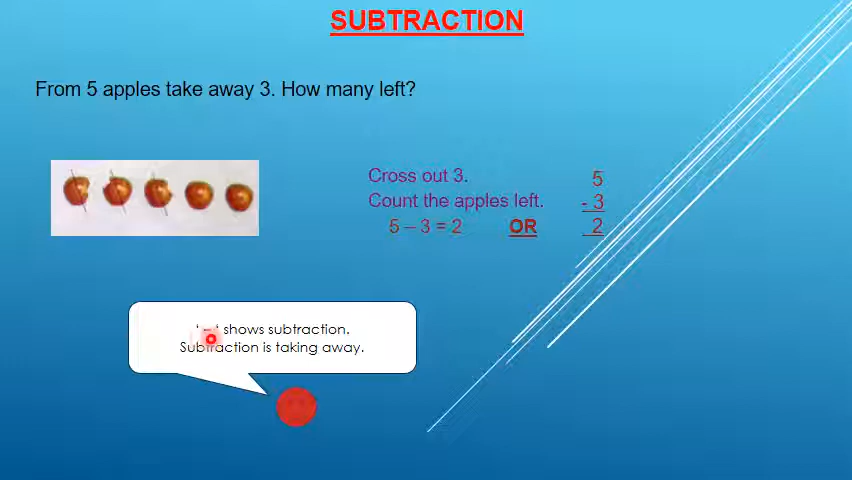 SUBTRACTION
From 5 apples take away 3. How many left?
Cross out 3.
Count the apples left.
5 – 3 = 2 OR
5
- 3
2
shows subtraction.
Subtraction is taking away.